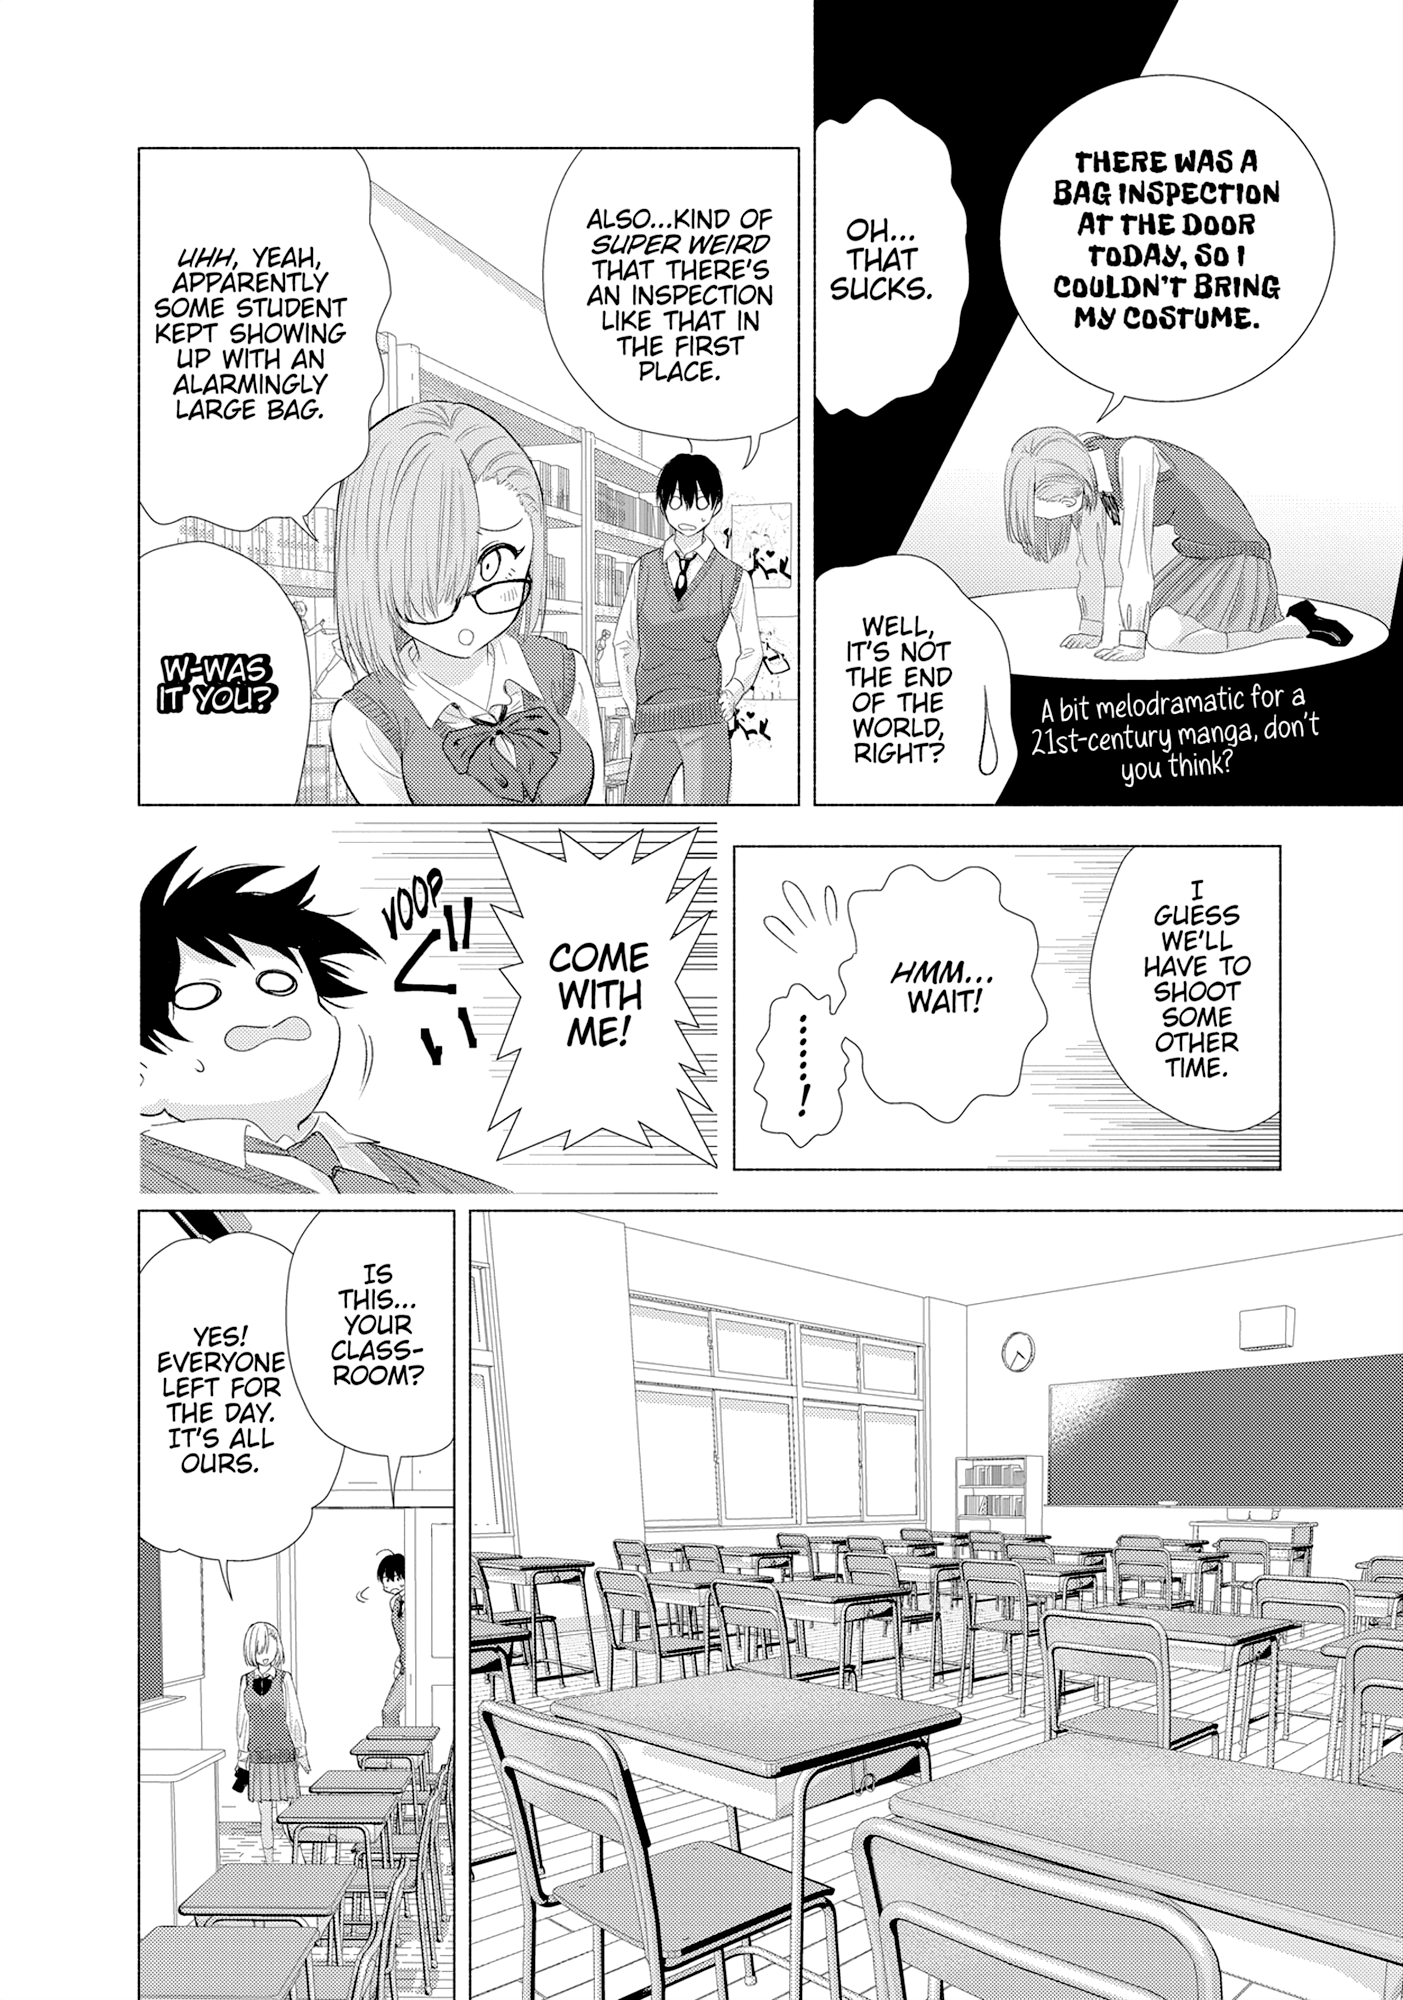 THERE WAS A
BAG INSPECTION
AT THE DOOR
TODAY, SO I
COULDN'T BRING
MY COSTUME.
OH...
THAT
SUCKS.
WELL,
IT'S NOT
THE END
OF THE
WORLD,
RIGHT?
A bit melodramatic for a
21st-century manga, don't
you think?
ALSO...KIND OF
SUPER WEIRD
THAT THERE'S
AN INSPECTION
LIKE THAT IN
THE FIRST
PLACE.
UHH, YEAH,
APPARENTLY
SOME STUDENT
KEPT SHOWING
UP WITH AN
ALARMINGLY
LARGE BAG.
W-WAS
IT YOU?
I
GUESS
WE'LL
HAVE TO
SHOOT
SOME
OTHER
TIME.
HMM...
WAIT!
.......!
COME
WITH
ME!
YOOP
ぐいっ
IS
THIS...
YOUR
CLASS-
ROOM?
YES!
EVERYONE
LEFT FOR
THE DAY.
IT'S ALL
OURS.